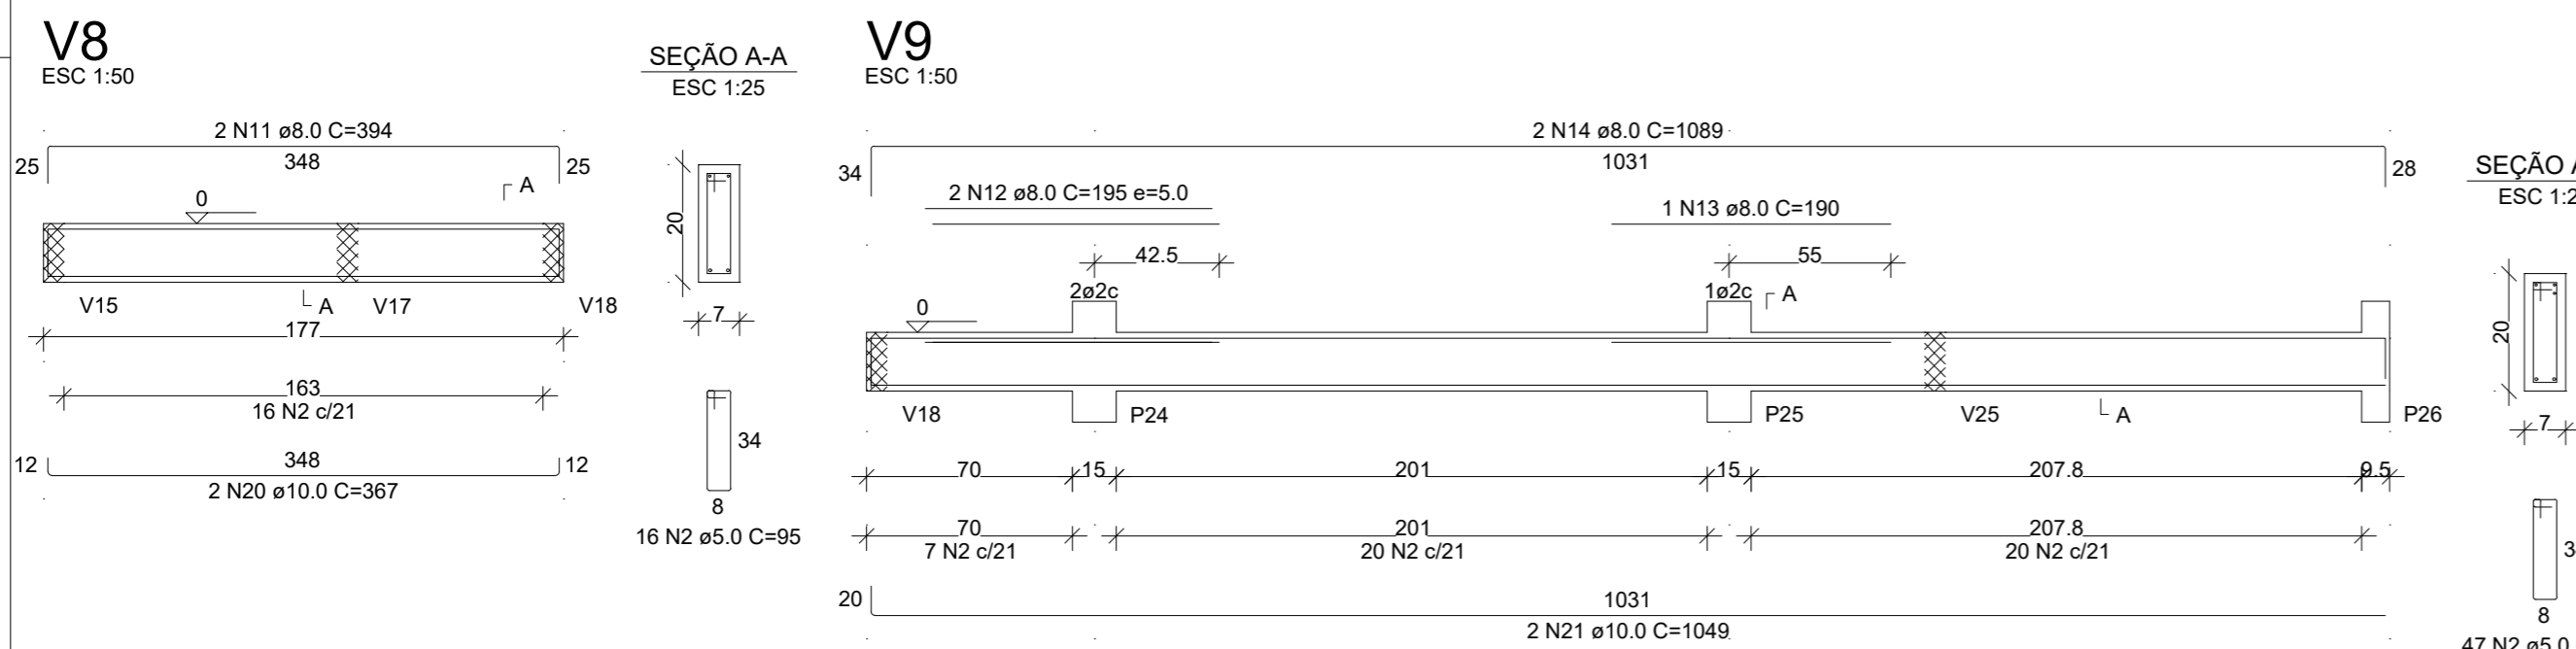 V8
ESC 1:50
2 N11 ø8.0 C=394
25
348
25
A
0
V15
A
V17
V18
177
163
16 N2 c/21
12
348
12
2 N20 ø10.0 C=367
SEÇÃO A-A
ESC 1:25
20
7
34
8
16 N2 ø5.0 C=95
V9
ESC 1:50
2 N14 ø8.0 C=1089
34
1031
28
2 N12 ø8.0 C=195 e=5.0
1 N13 ø8.0 C=190
42.5
55
2ø2c
1ø2c
A
0
V18
P24
P25
V25
A
P26
70
15
201
15
207.8
9.5
70
201
207.8
7 N2 c/21
20 N2 c/21
20 N2 c/21
20
1031
2 N21 ø10.0 C=1049
SEÇÃO
ESC 1:2
20
7
3
8
47 N2 ø5.0